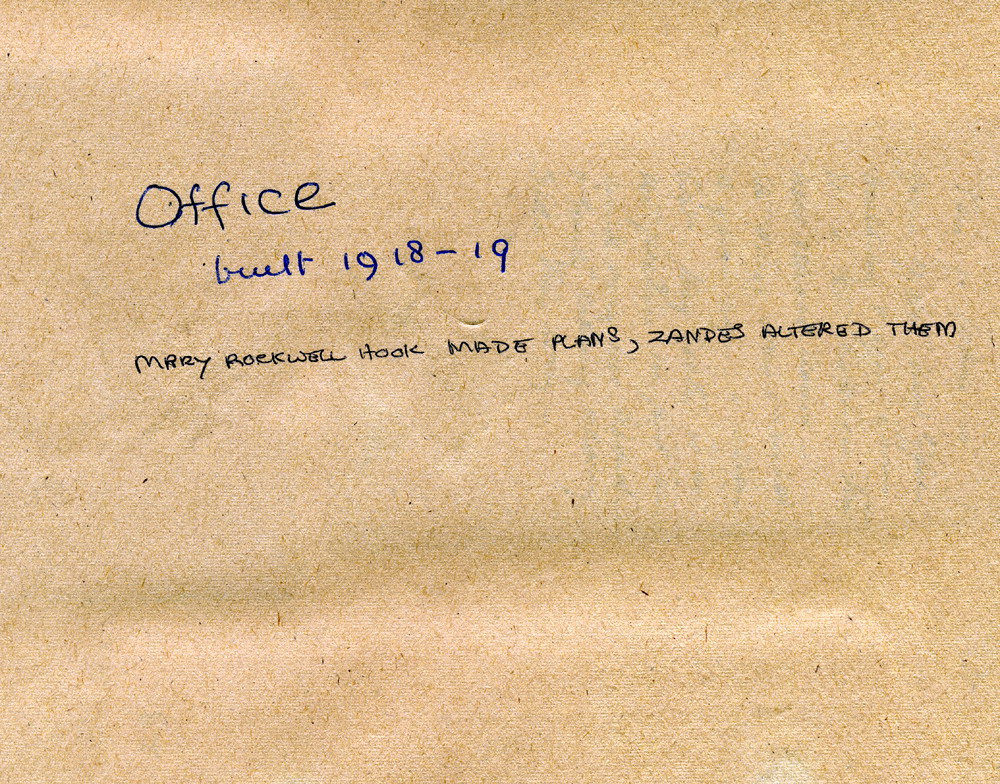 Office
built 1918-19
MARY ROCKWELL HOOK MADE PLANS, ZANDES ALTERED THEM